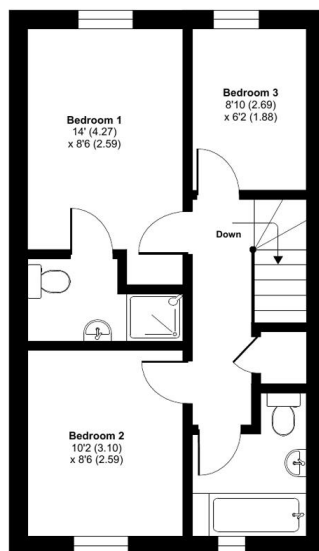 Bedroom 1
14' (4.27)
x 8'6 (2.59)
Bedroom 3
8'10 (2.69)
x 6'2 (1.88)
Down
Bedroom 2
10'2 (3.10)
x 8'6 (2.59)